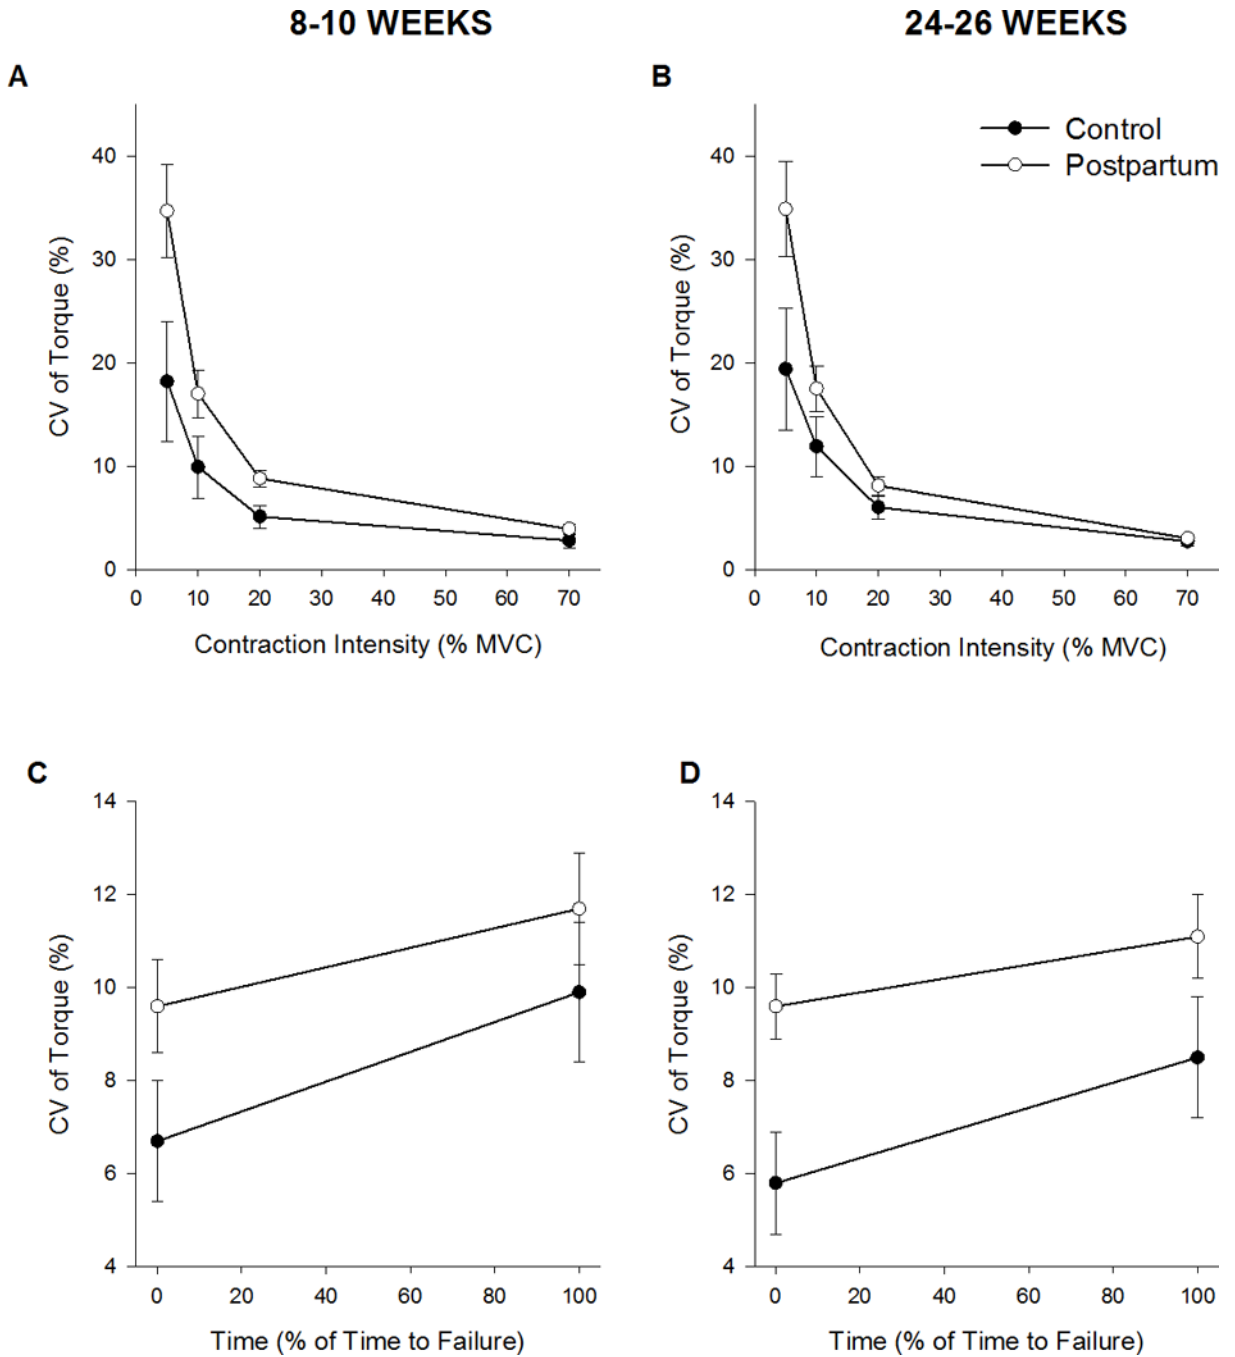 8-10 WEEKS
24-26 WEEKS
A
40
30
20
10
0
CV of Torque (%)
0 10 20 30 40 50 60 70
Contraction Intensity (% MVC)
B
Control
Postpartum
40
30
20
10
0
CV of Torque (%)
0 10 20 30 40 50 60 70
Contraction Intensity (% MVC)
C
14
12
10
8
6
4
CV of Torque (%)
0 20 40 60 80 100
Time (% of Time to Failure)
D
14
12
10
8
6
4
CV of Torque (%)
0 20 40 60 80 100
Time (% of Time to Failure)